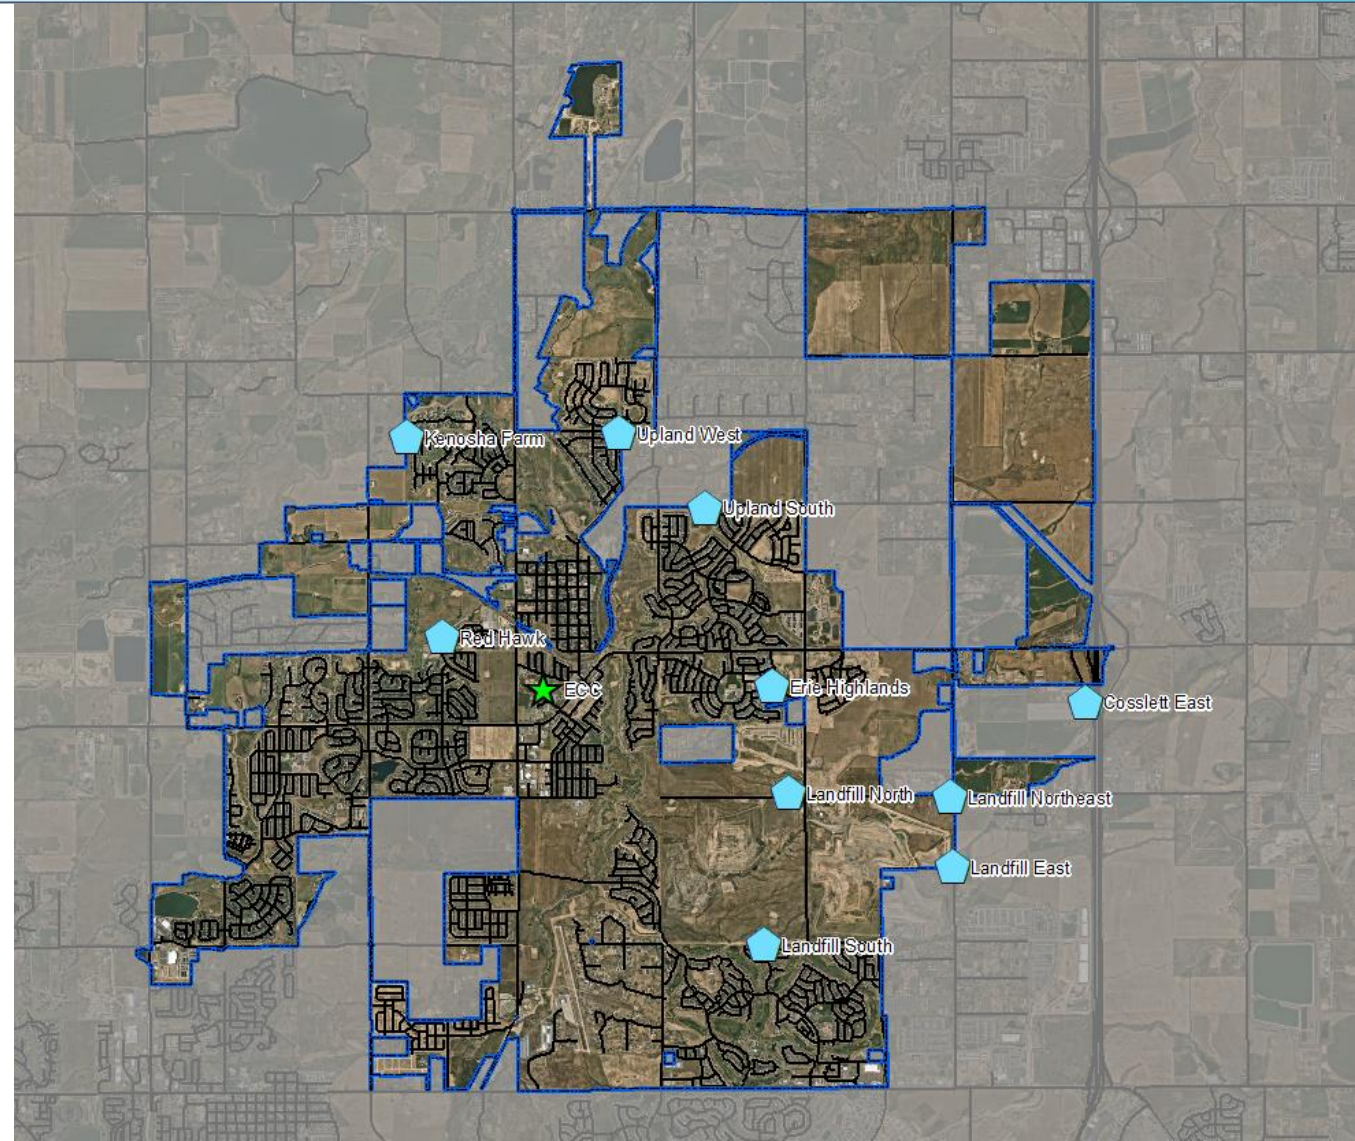 Kenosha Farm
Upland West
Upland South
Red Hawk
ECC
Erie Highlands
Cosslett East
Landfill North
Landfill Northeast
Landfill East
Landfill South